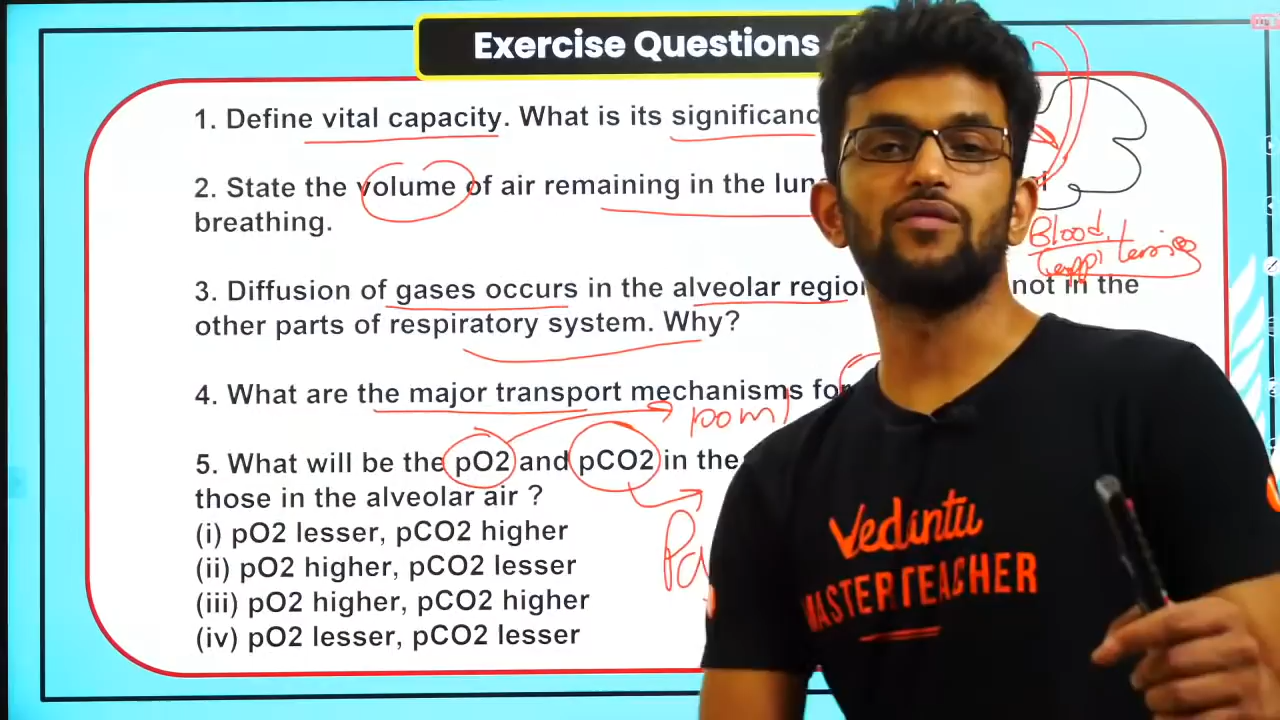 Exercise Questions
1. Define vital capacity. What is its significanc
2. State the volume of air remaining in the lun
breathing.
3. Diffusion of gases occurs in the alveolar regio not in the
other parts of respiratory system. Why?
4. What are the major transport mechanisms for
5. What will be the pO2 and pCO2 in the
those in the alveolar air ?
(i) pO2 lesser, pCO2 higher
(ii) pO2 higher, pCO2 lesser
(iii) pO2 higher, pCO2 higher
(iv) pO2 lesser, pCO2 lesser
Blood
Vedantu
MASTER TEACHER